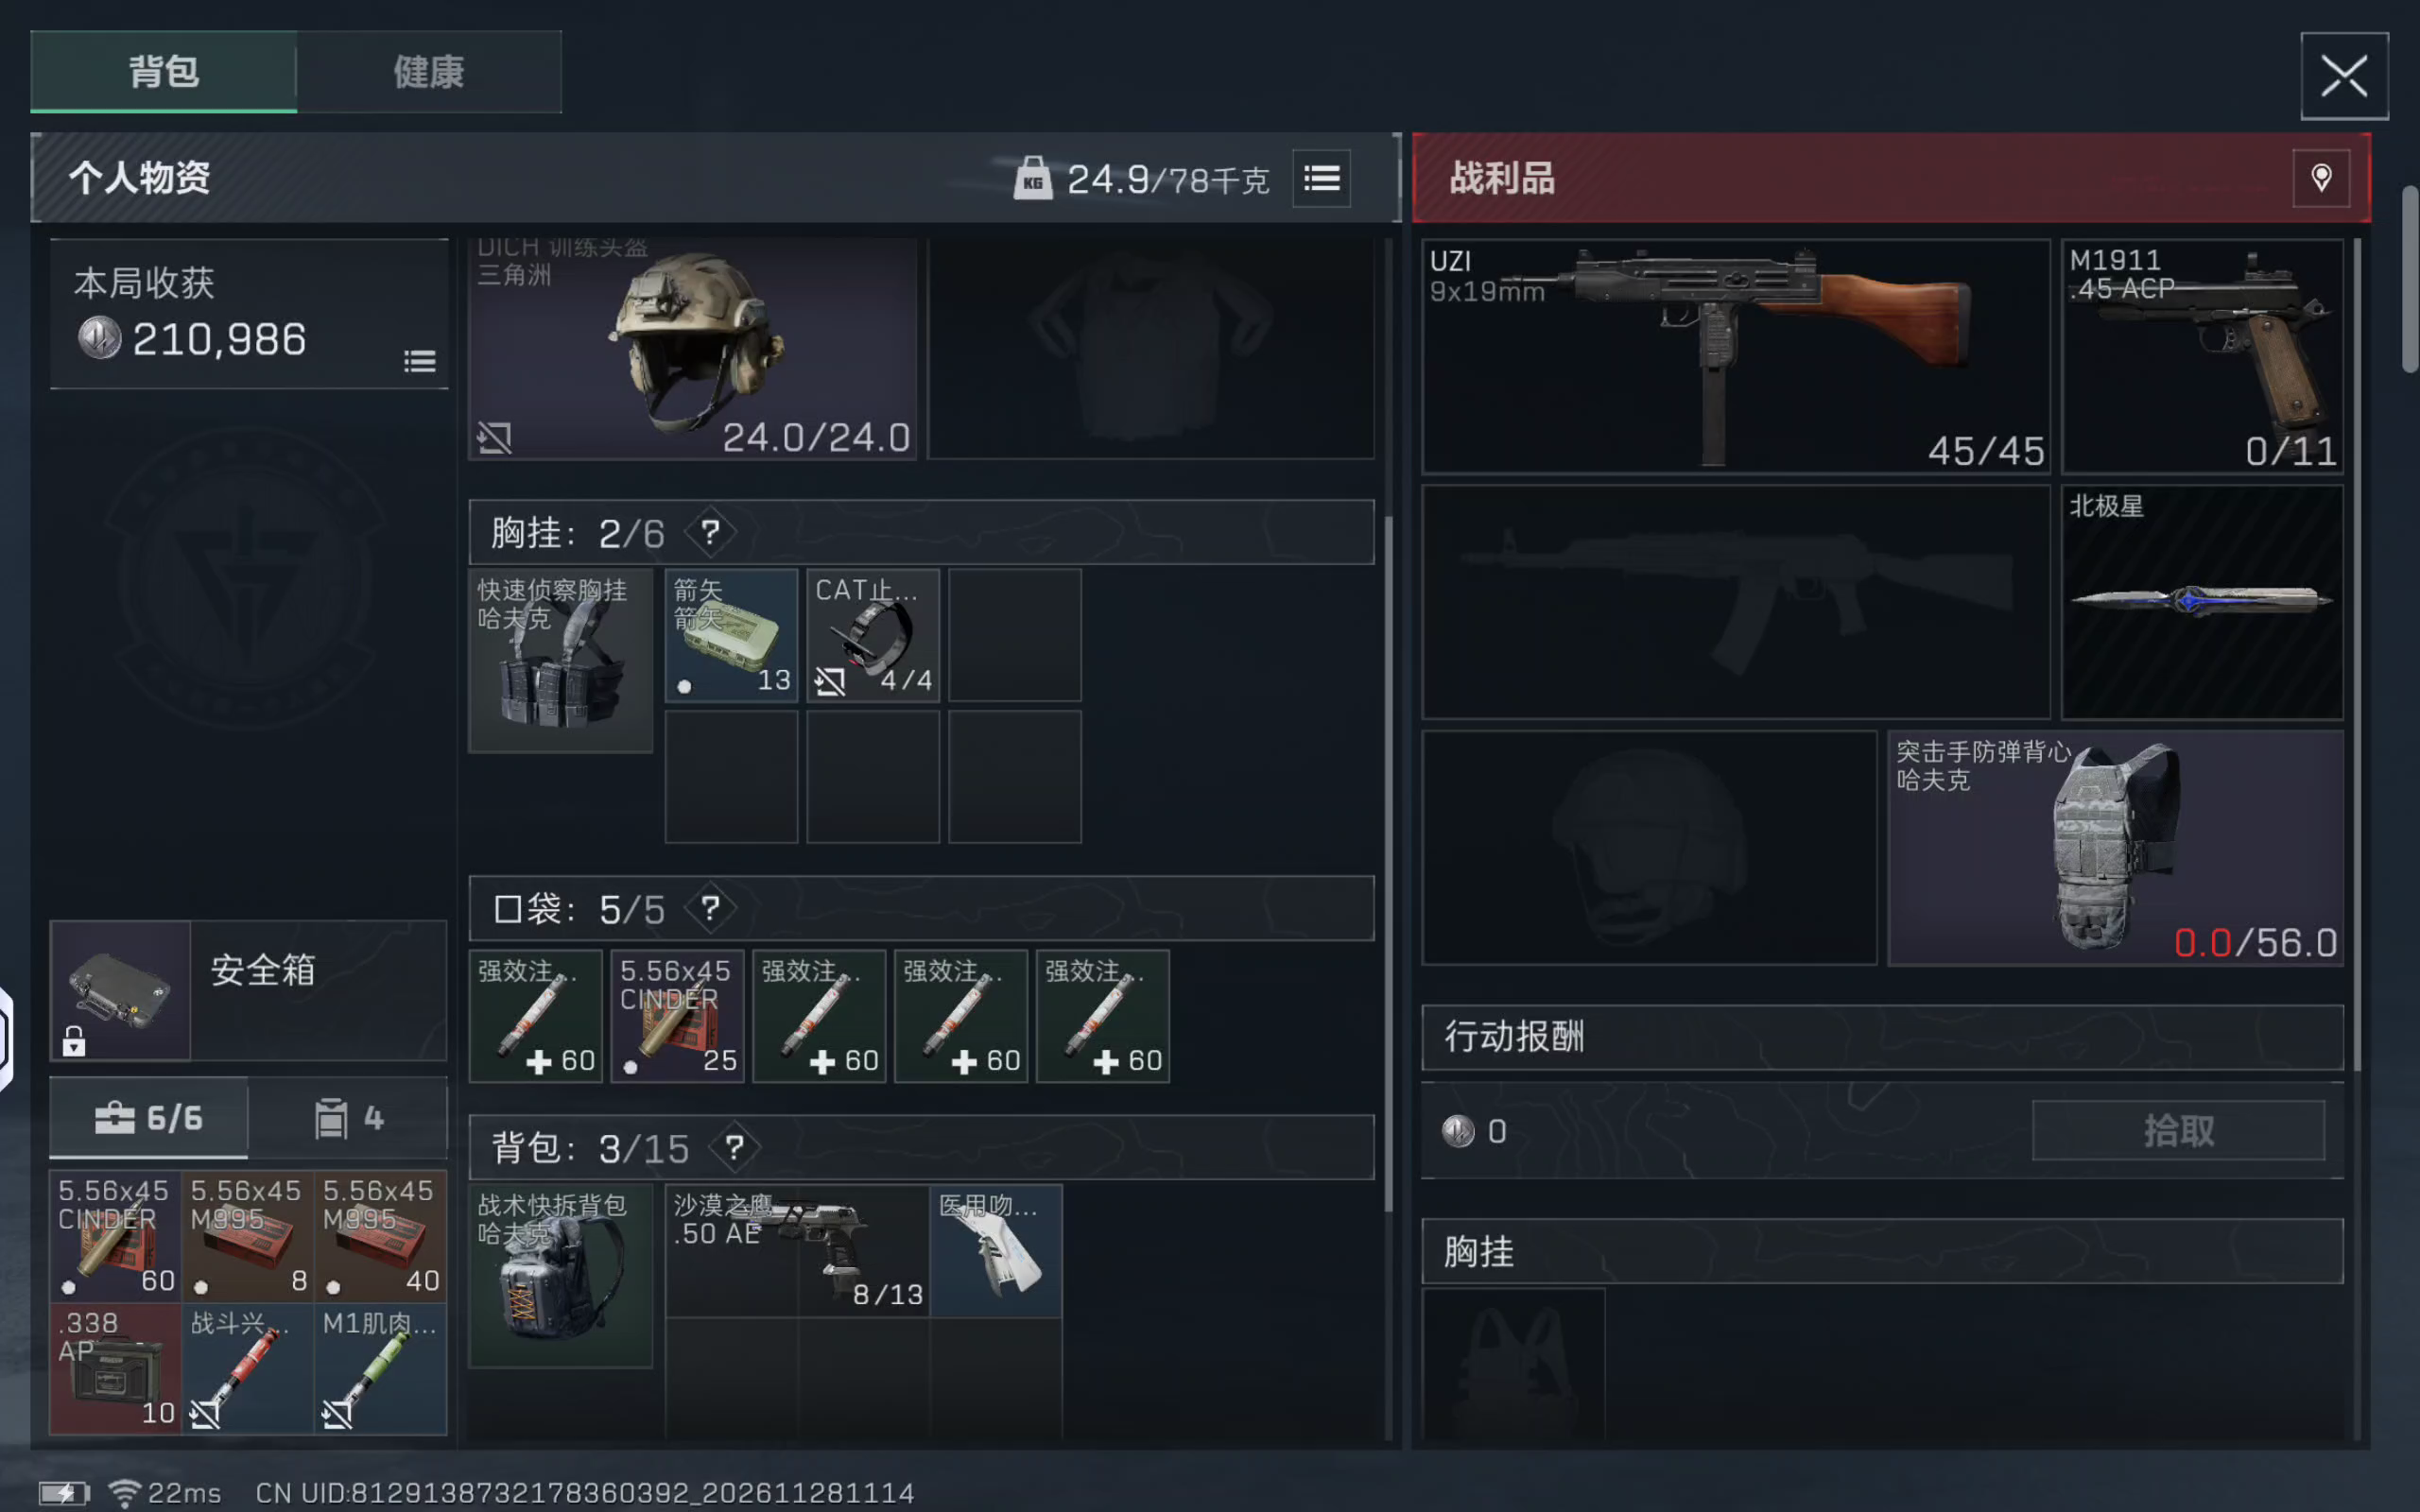 背包
健康
个人物资
KG
24.9/78千克
战利品
本局收获
210,986
DICH 训练头盔
三角洲
24.0/24.0
胸挂: 2/6 ?
快速侦察胸挂
哈夫克
箭矢
箭矢
13
CAT止...
4/4
口袋: 5/5 ?
强效注...
60
5.56x45
CINDER
25
强效注...
60
强效注...
60
强效注...
60
背包: 3/15 ?
战术快拆背包
哈夫克
沙漠之鹰
.50 AE
8/13
医用吻...
安全箱
6/6
4
5.56x45
CINDER
60
5.56x45
M995
8
5.56x45
M995
40
.338
AP
10
战斗兴...
M1肌肉...
UZI
9x19mm
45/45
M1911
.45 ACP
0/11
北极星
突击手防弹背心
哈夫克
0.0/56.0
行动报酬
0
拾取
胸挂
22ms
CN UID:8129138732178360392_202611281114